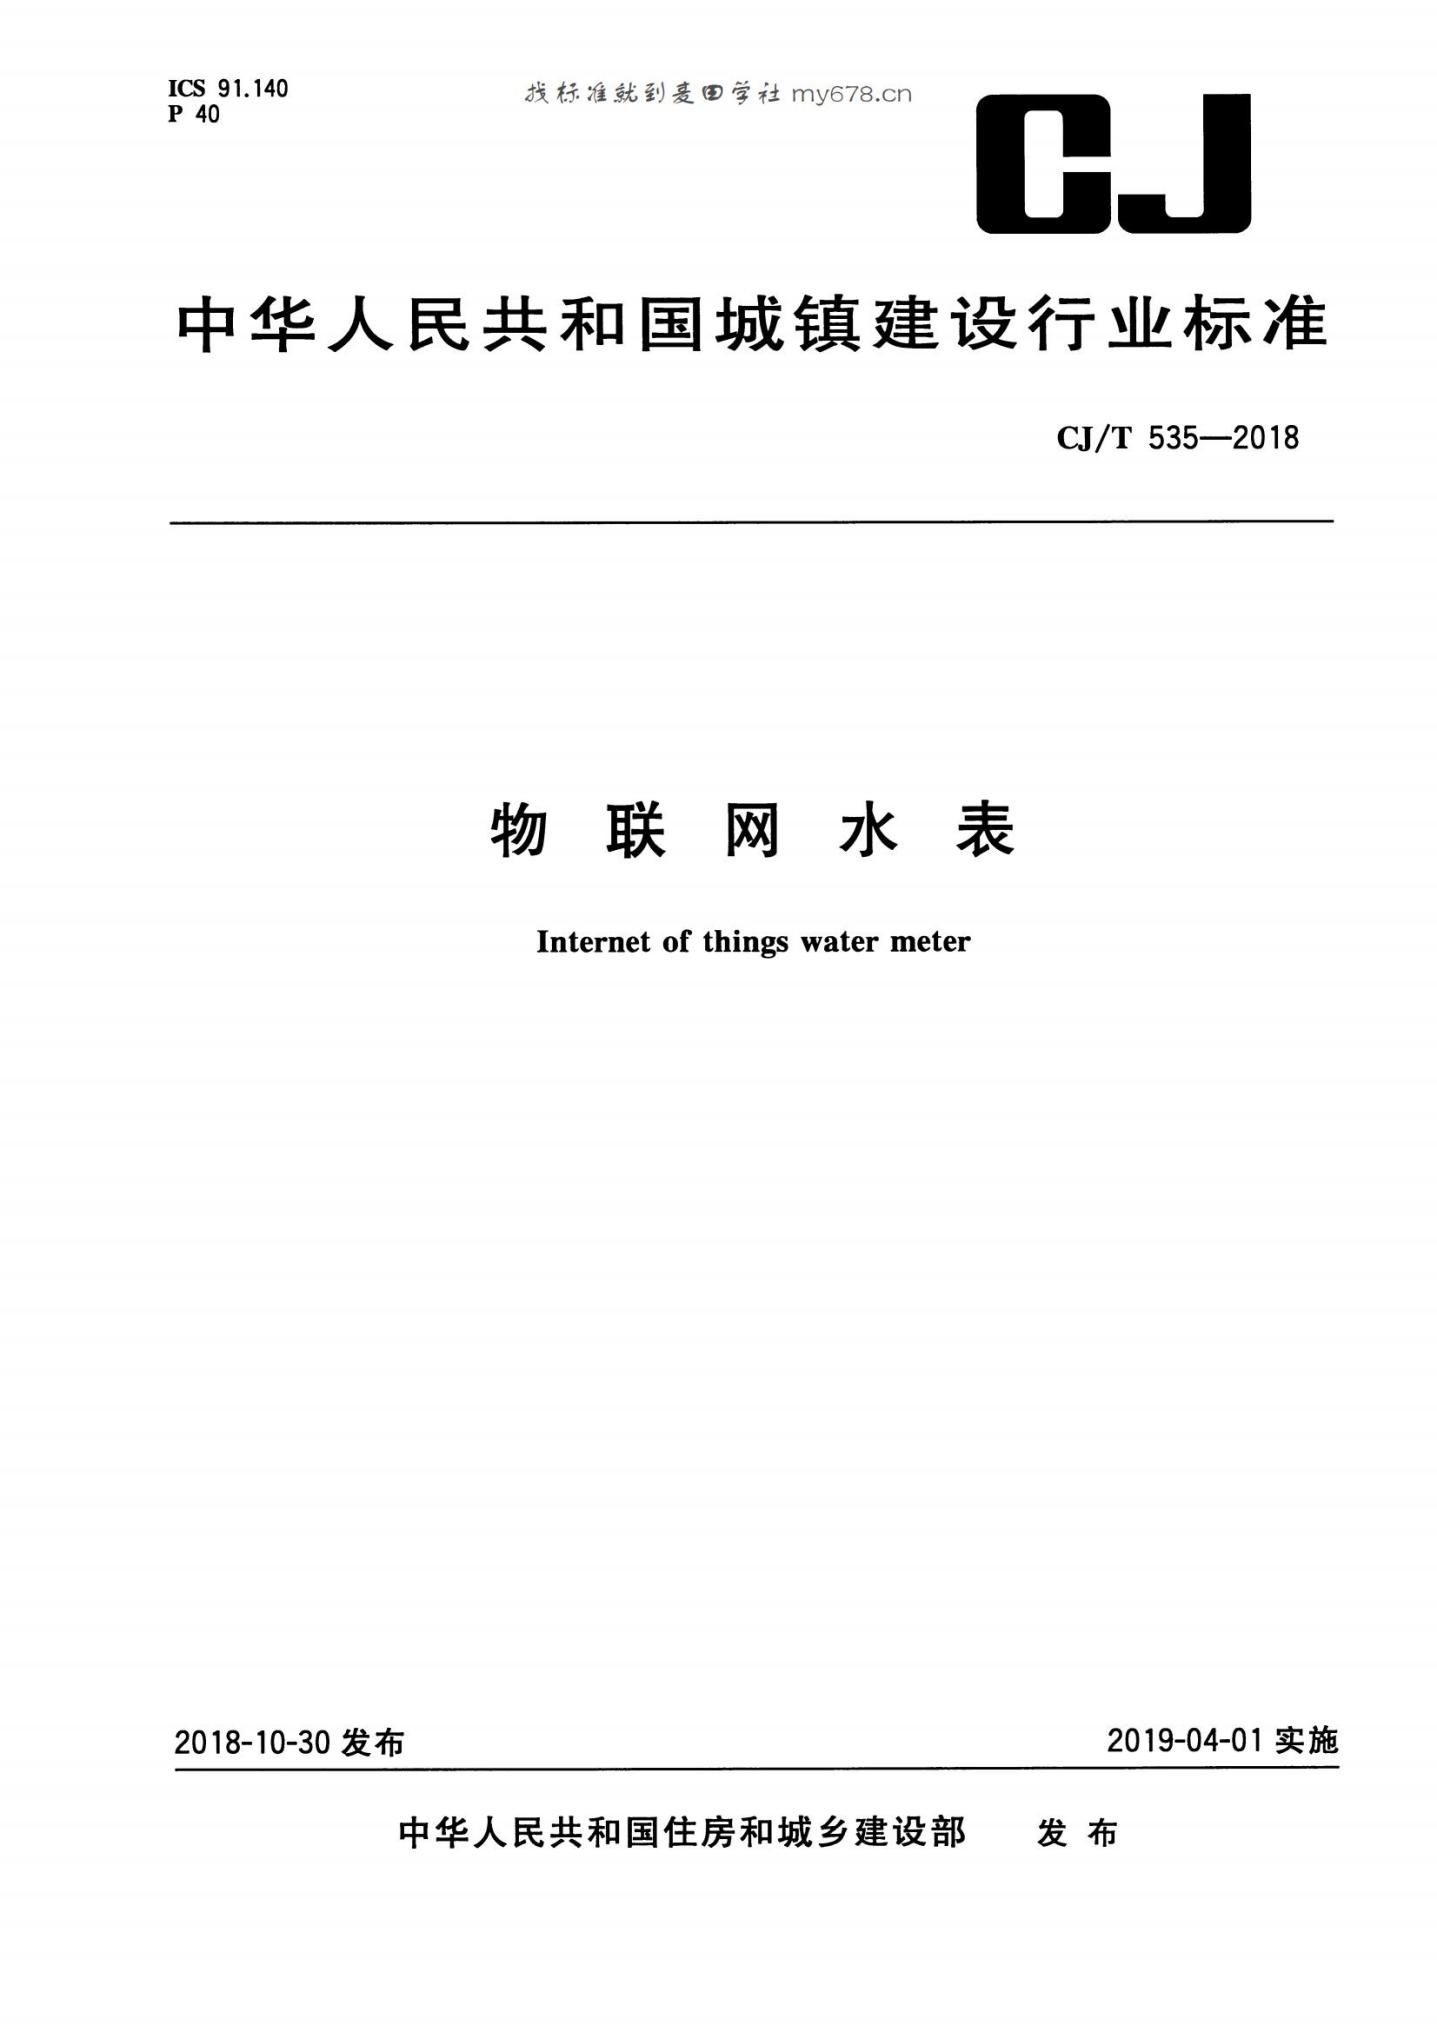 ICS 91.140
P 40
找标准就到麦田学社 my678.cn
CJ
中华人民共和国城镇建设行业标准
CJ/T 535—2018
物联网水表
Internet of things water meter
2018-10-30 发布
2019-04-01 实施
中华人民共和国住房和城乡建设部 发布